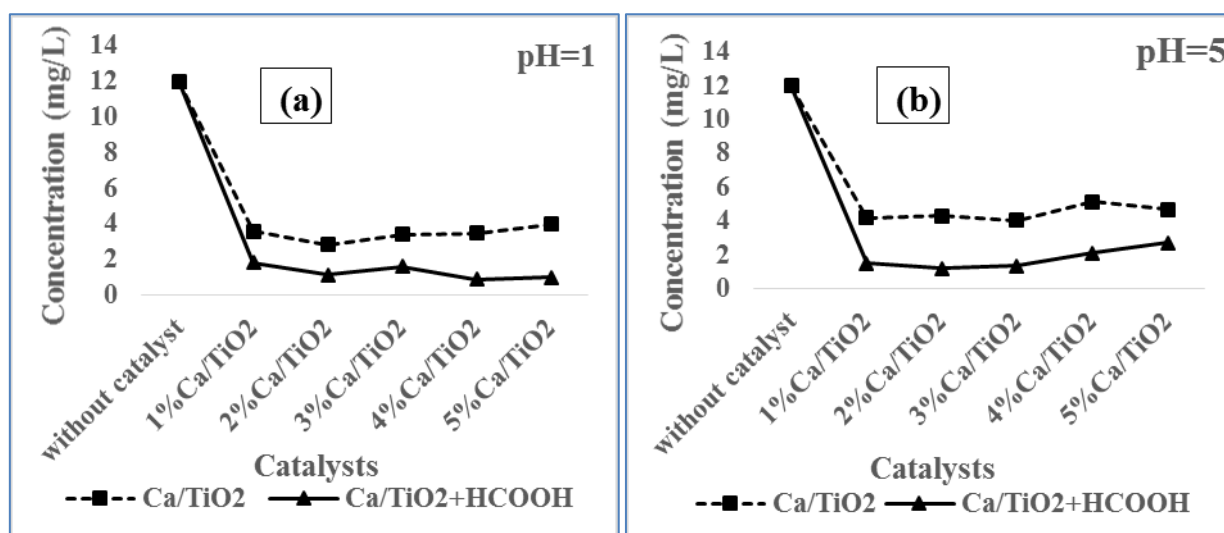 14
12
10
8
6
4
2
0
Concentration (mg/L)
(a)
pH=1
without catalyst
1%Ca/TiO2
2%Ca/TiO2
3%Ca/TiO2
4%Ca/TiO2
5%Ca/TiO2
Catalysts
Ca/TiO2
Ca/TiO2+HCOOH
14
12
10
8
6
4
2
0
Concentration (mg/L)
(b)
pH=5
without catalyst
1%Ca/TiO2
2%Ca/TiO2
3%Ca/TiO2
4%Ca/TiO2
5%Ca/TiO2
Catalysts
Ca/TiO2
Ca/TiO2+HCOOH